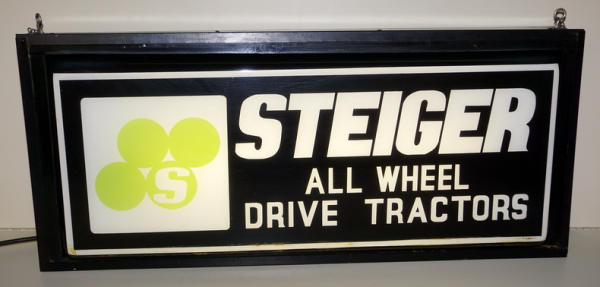 S
STEIGER
ALL WHEEL
DRIVE TRACTORS